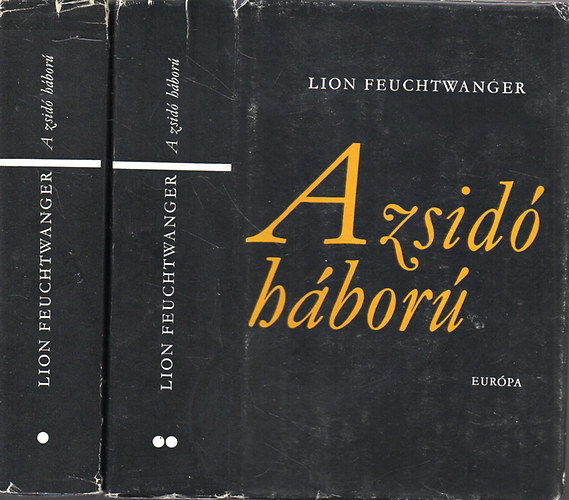 LION FEUCHTWANGER A zsidó háború
LION FEUCHTWANGER A zsidó háború
LION FEUCHTWANGER
A zsidó
háború
EURÓPA